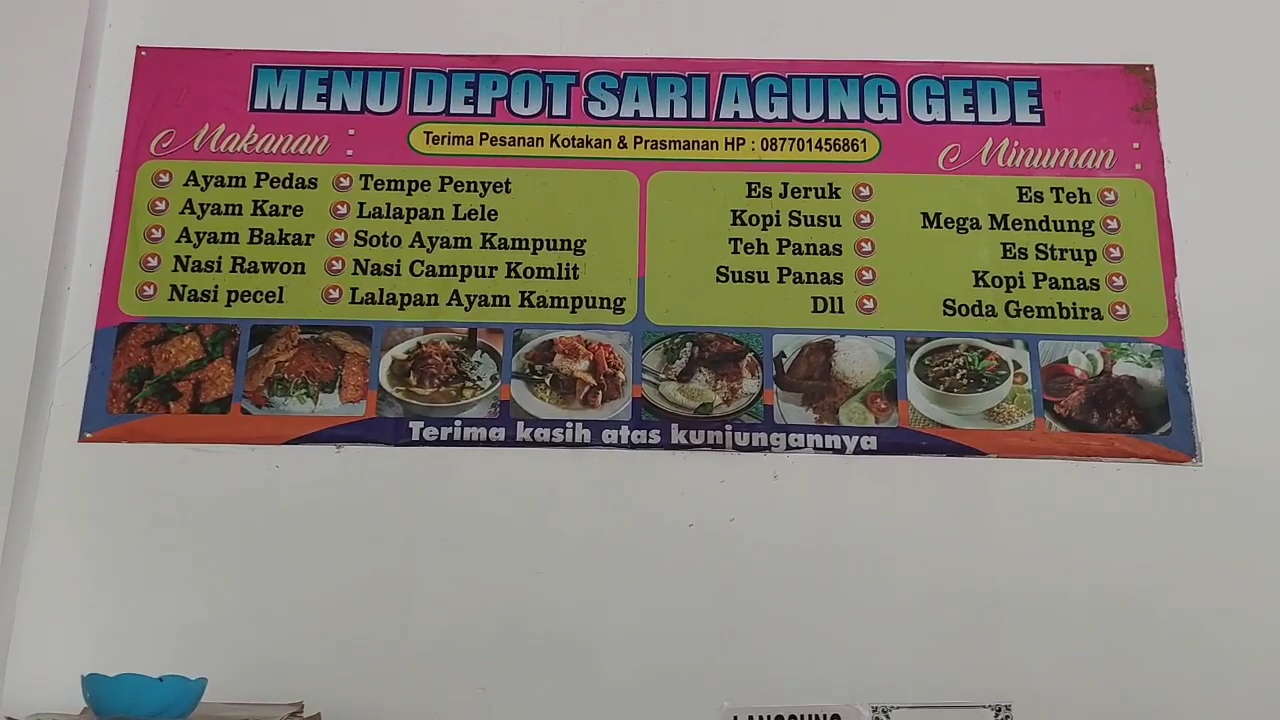 MENU DEPOT SARI AGUNG GEDE
Makanan :
Terima Pesanan Kotakan & Prasmanan HP : 087701456861
Minuman :
Ayam Pedas
Ayam Kare
Ayam Bakar
Nasi Rawon
Nasi pecel
Tempe Penyet
Lalapan Lele
Soto Ayam Kampung
Nasi Campur Komlit
Lalapan Ayam Kampung
Es Jeruk
Kopi Susu
Teh Panas
Susu Panas
Dll
Es Teh
Mega Mendung
Es Strup
Kopi Panas
Soda Gembira
Terima kasih atas kunjungannya
LANGSUNG